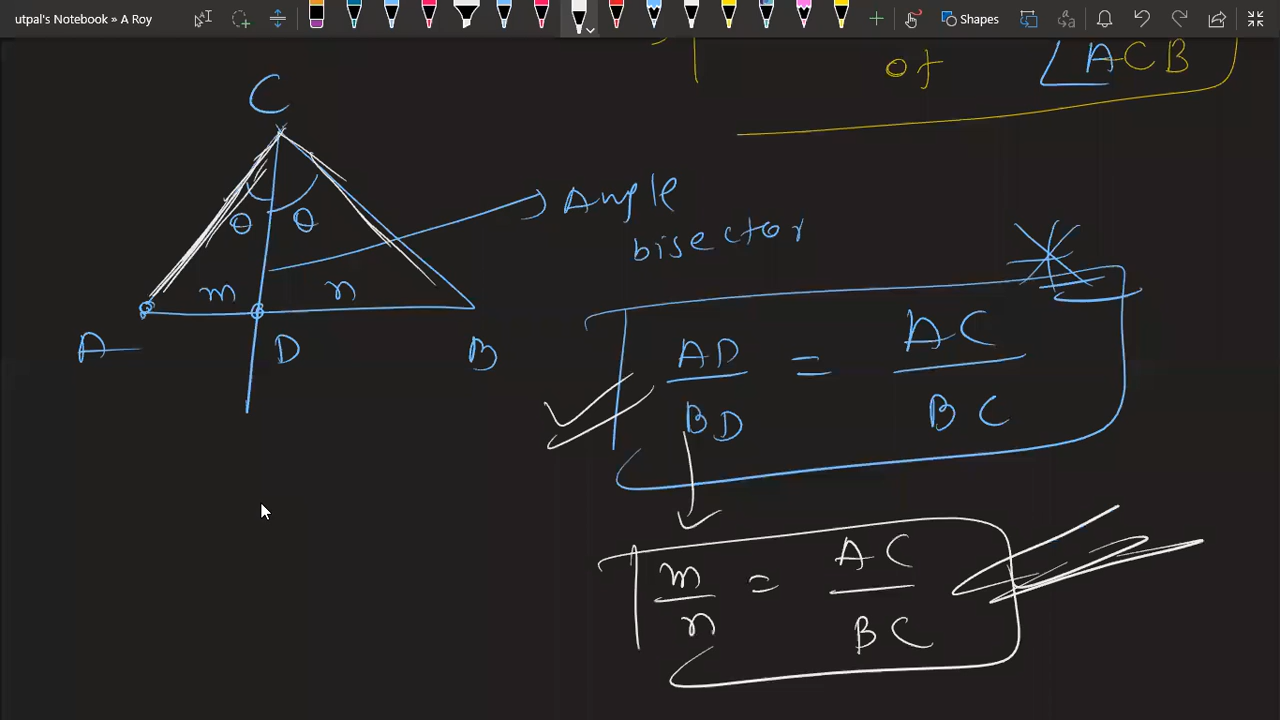 utpal's Notebook » A Roy
Shapes
of ∠ACB
C
θ θ
Angle
bisector
m n
A D B
AD/BD = AC/BC
m/n = AC/BC